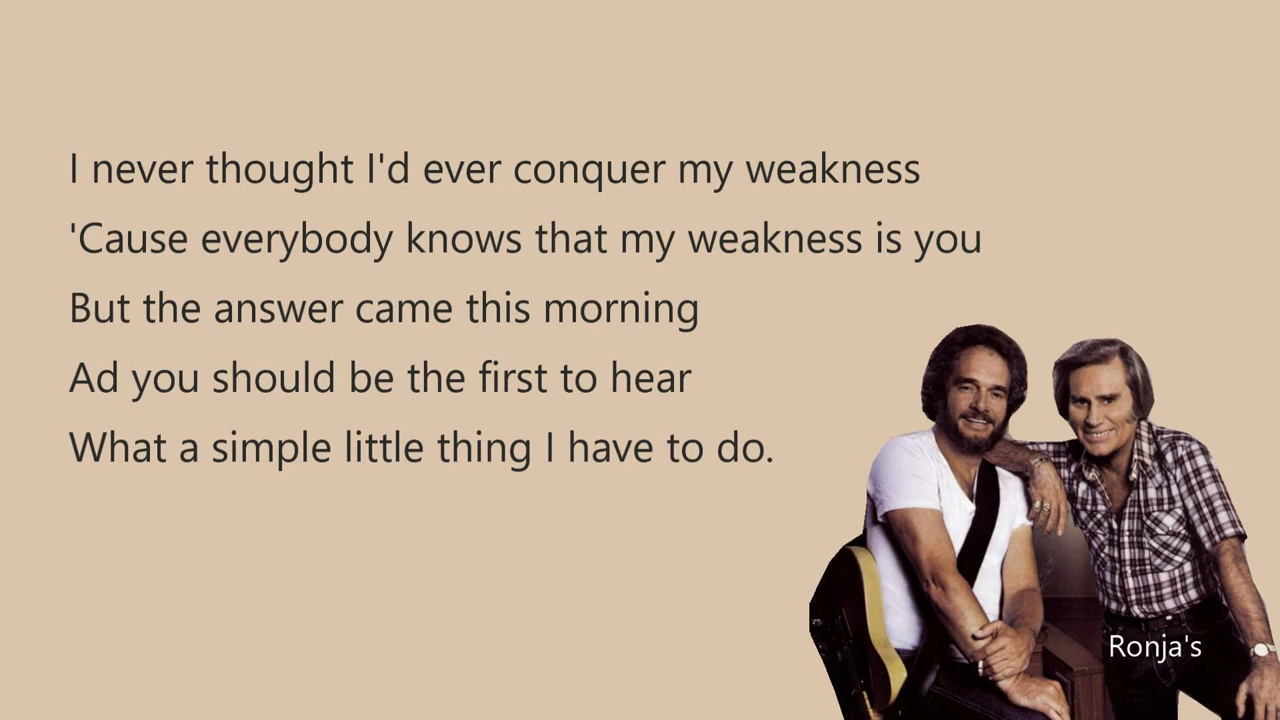 I never thought I'd ever conquer my weakness
'Cause everybody knows that my weakness is you
But the answer came this morning
Ad you should be the first to hear
What a simple little thing I have to do.
Ronja's